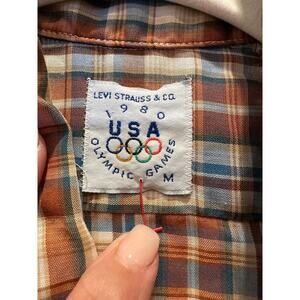 LEVI STRAUSS & CO.
1980
USA
OLYMPIC GAMES
M